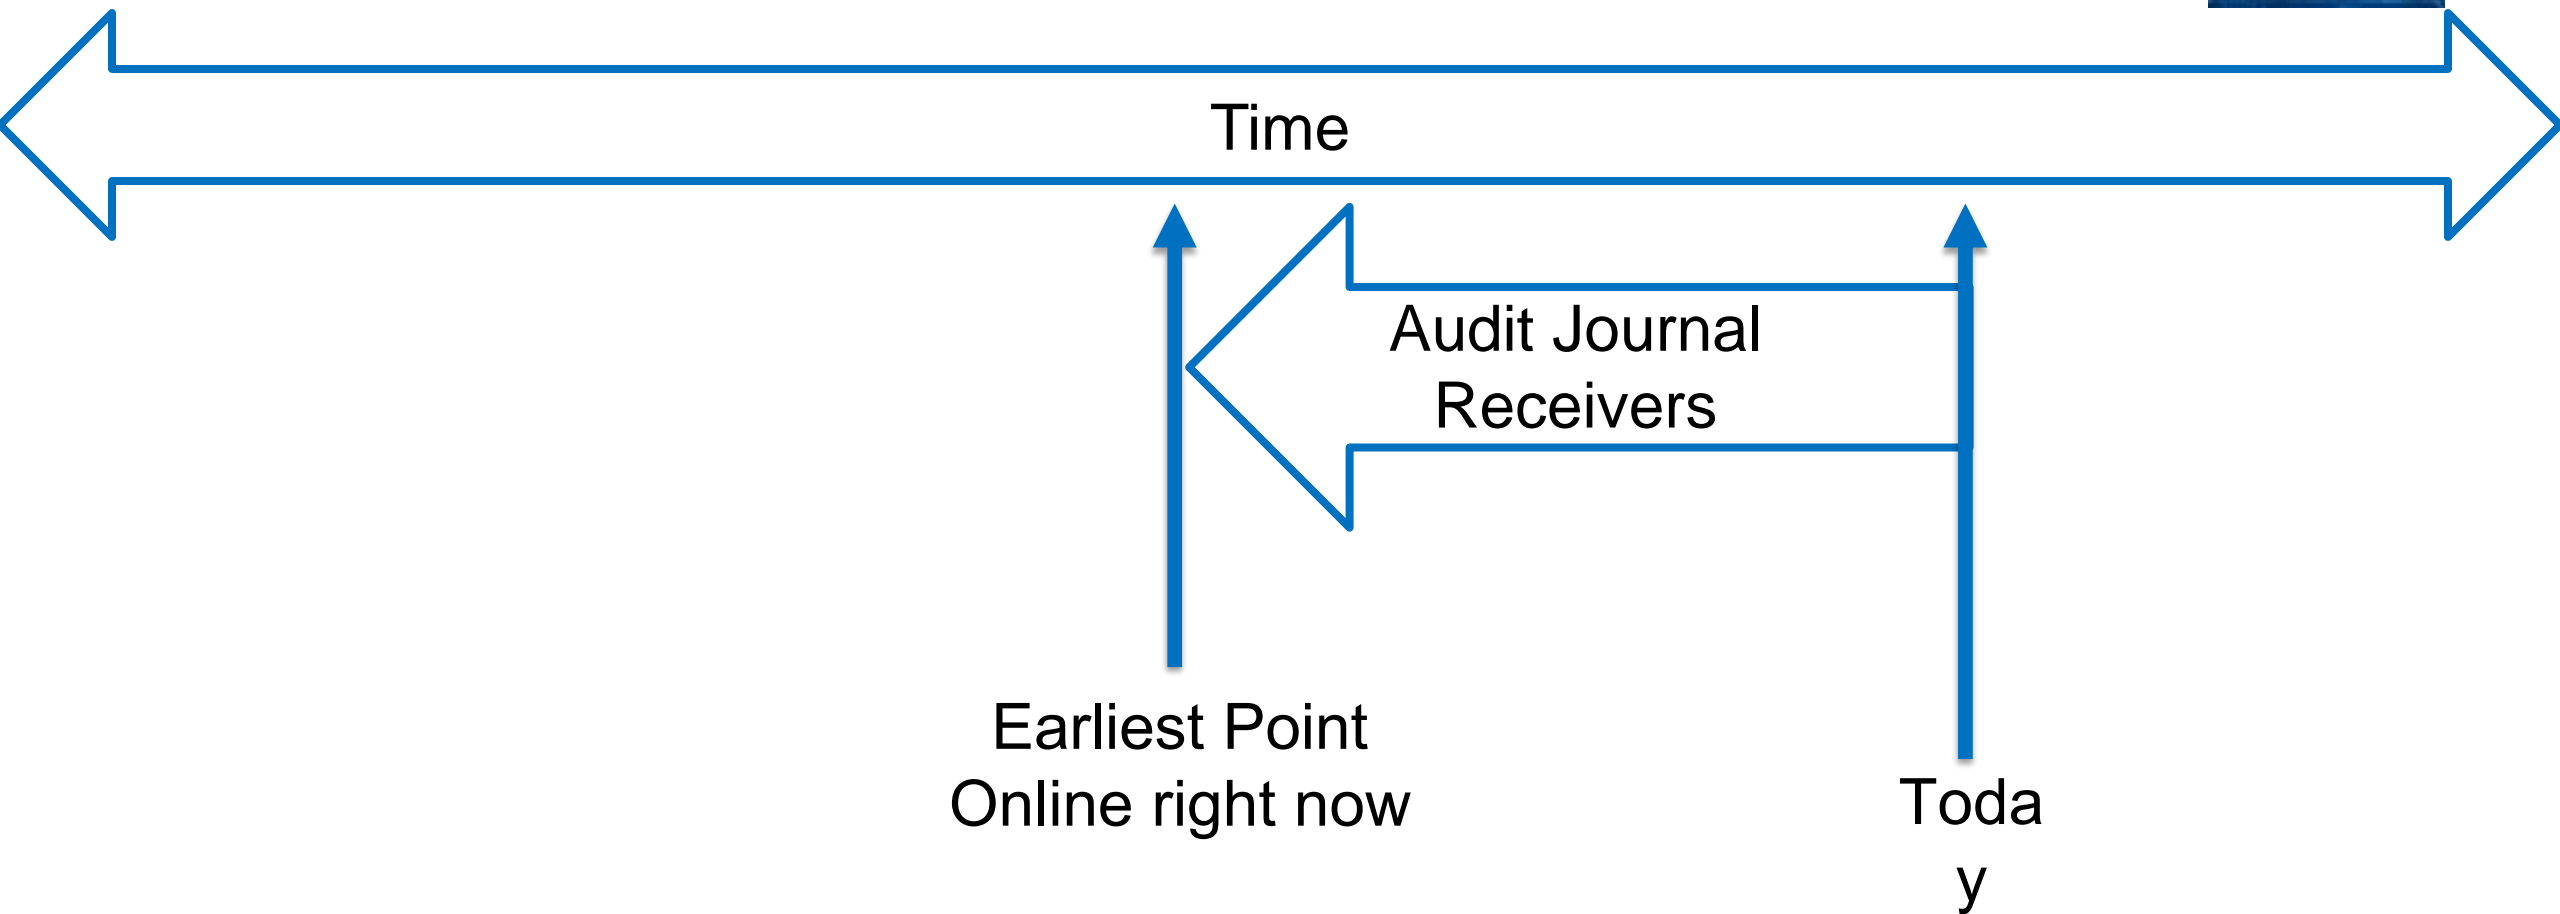 Time
Audit Journal
Receivers
Earliest Point
Online right now
Toda
y